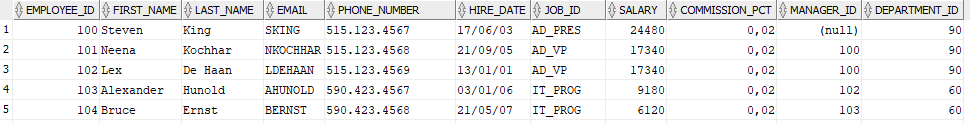 EMPLOYEE_ID FIRST_NAME LAST_NAME EMAIL PHONE_NUMBER HIRE_DATE JOB_ID SALARY COMMISSION_PCT MANAGER_ID DEPARTMENT_ID
1 100 Steven King SKING 515.123.4567 17/06/03 AD_PRES 24480 0,02 (null) 90
2 101 Neena Kochhar NKOCHHAR 515.123.4568 21/09/05 AD_VP 17340 0,02 100 90
3 102 Lex De Haan LDEHAAN 515.123.4569 13/01/01 AD_VP 17340 0,02 100 90
4 103 Alexander Hunold AHUNOLD 590.423.4567 03/01/06 IT_PROG 9180 0,02 102 60
5 104 Bruce Ernst BERNST 590.423.4568 21/05/07 IT_PROG 6120 0,02 103 60